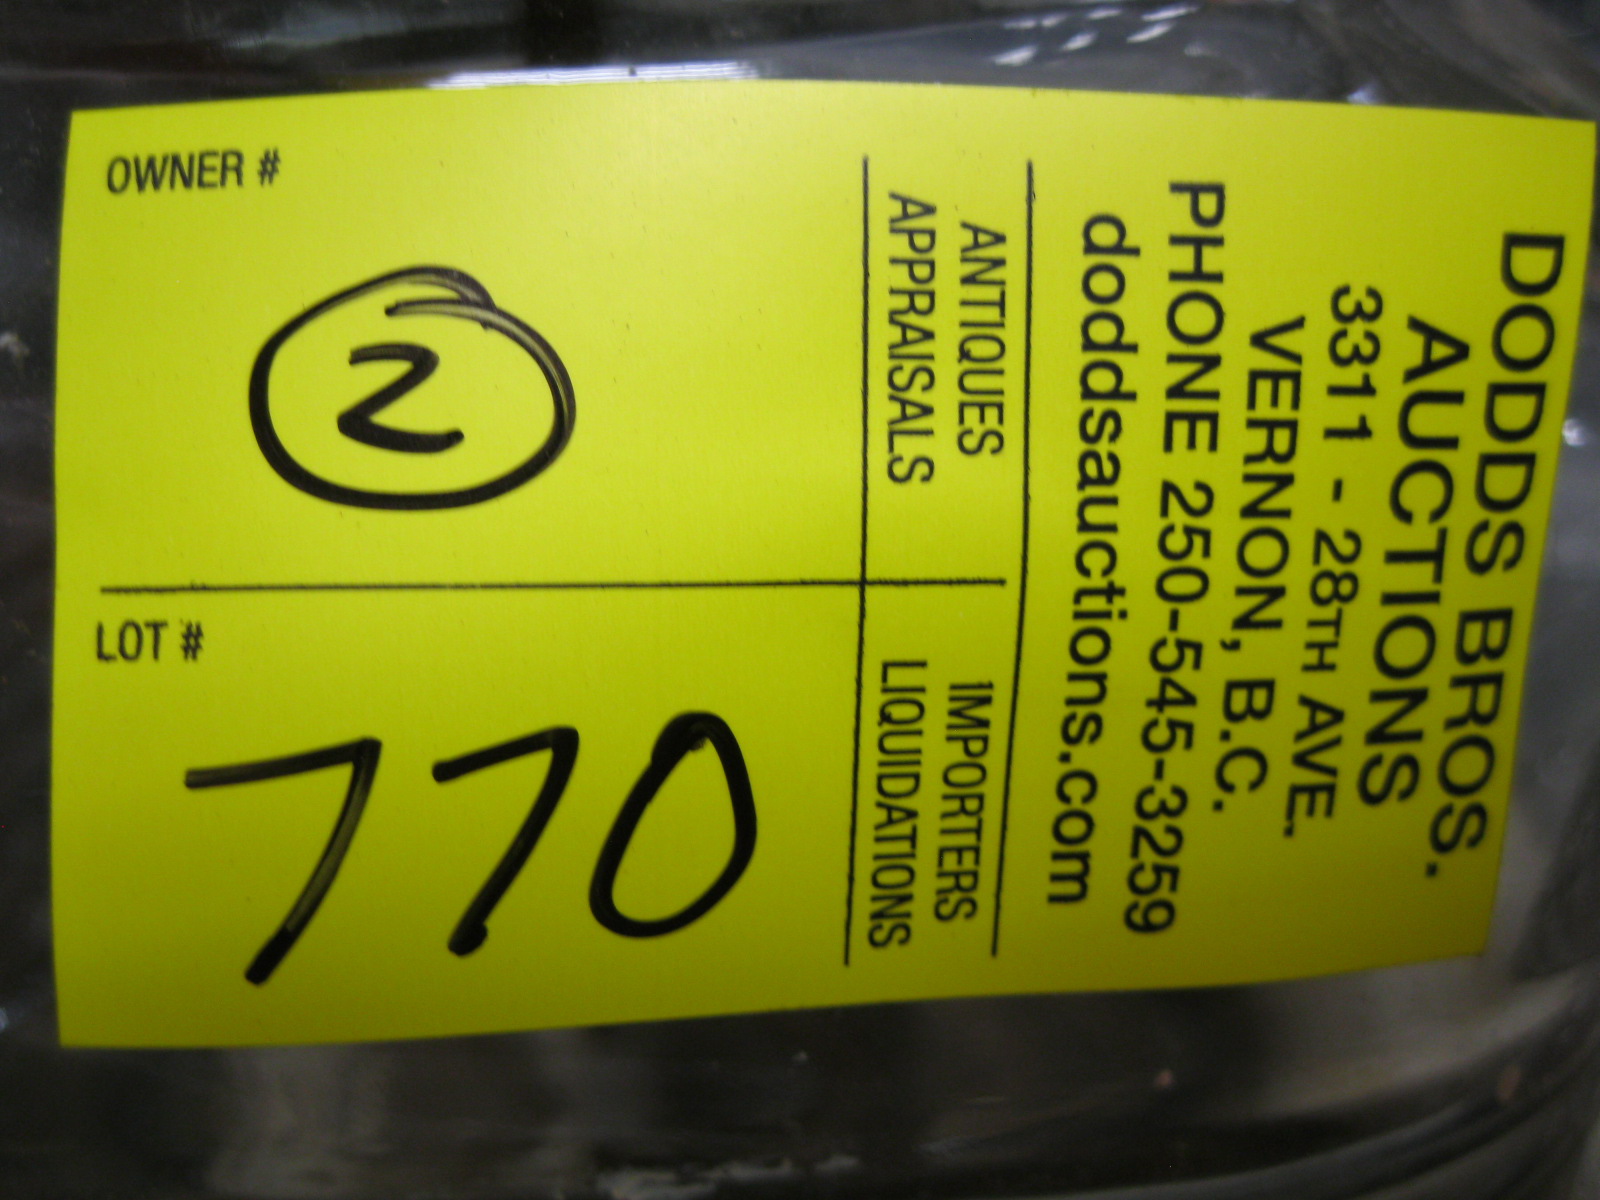 DODDS BROS.
AUCTIONS
3311 - 28TH AVE.
VERNON, B.C.
PHONE 250-545-3259
doddsauctions.com
ANTIQUES
APPRAISALS
IMPORTERS
LIQUIDATIONS
OWNER #
2
LOT #
770